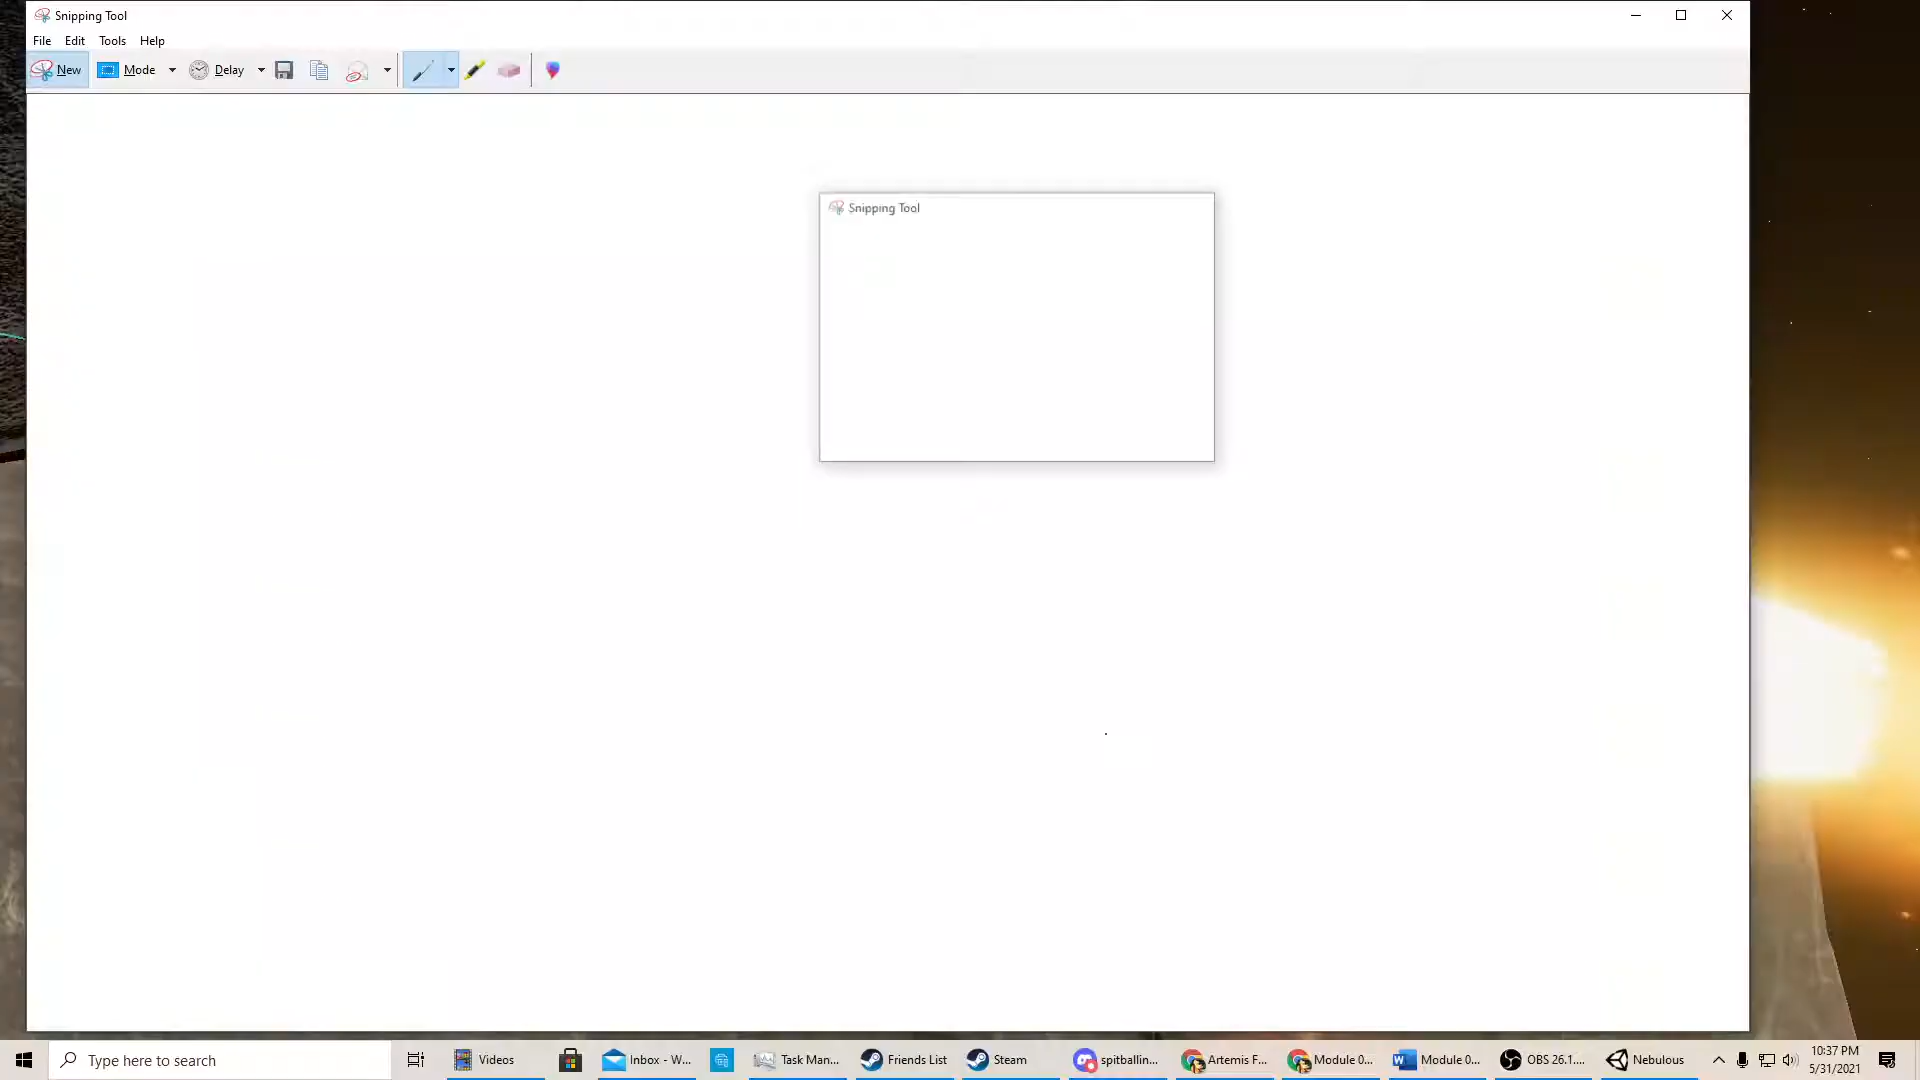 Snipping Tool
File Edit Tools Help
New Mode Delay
Snipping Tool
Type here to search
Videos
Inbox - W...
Task Man...
Friends List
Steam
spitballin...
Artemis F...
Module 0...
Module 0...
OBS 26.1....
Nebulous
10:37 PM
5/31/2021